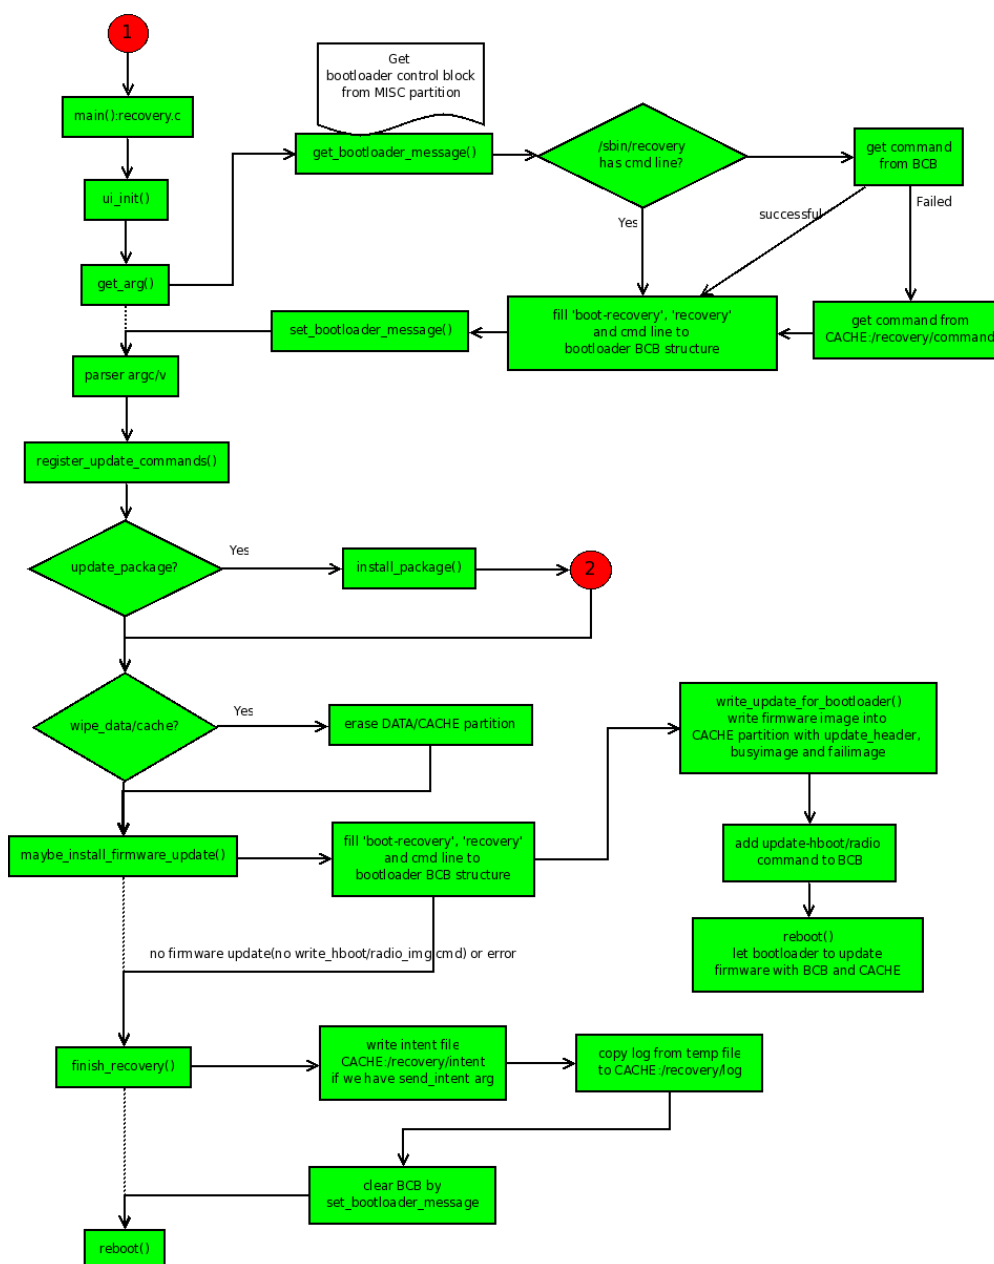 1
main():recovery.c
ui_init()
get_arg()
Get
bootloader control block
from MISC partition
get_bootloader_message()
/sbin/recovery
has cmd line?
get command
from BCB
Yes
successful
Failed
get command from
CACHE:/recovery/command
fill 'boot-recovery', 'recovery'
and cmd line to
bootloader BCB structure
set_bootloader_message()
parser argc/v
register_update_commands()
update_package?
Yes
install_package()
2
wipe_data/cache?
Yes
erase DATA/CACHE partition
maybe_install_firmware_update()
fill 'boot-recovery', 'recovery'
and cmd line to
bootloader BCB structure
write_update_for_bootloader()
write firmware image into
CACHE partition with update_header,
busyimage and failimage
add update-hboot/radio
command to BCB
reboot()
let bootloader to update
firmware with BCB and CACHE
no firmware update(no write_hboot/radio_img cmd) or error
finish_recovery()
write intent file
CACHE:/recovery/intent
if we have send_intent arg
copy log from temp file
to CACHE:/recovery/log
clear BCB by
set_bootloader_message
reboot()